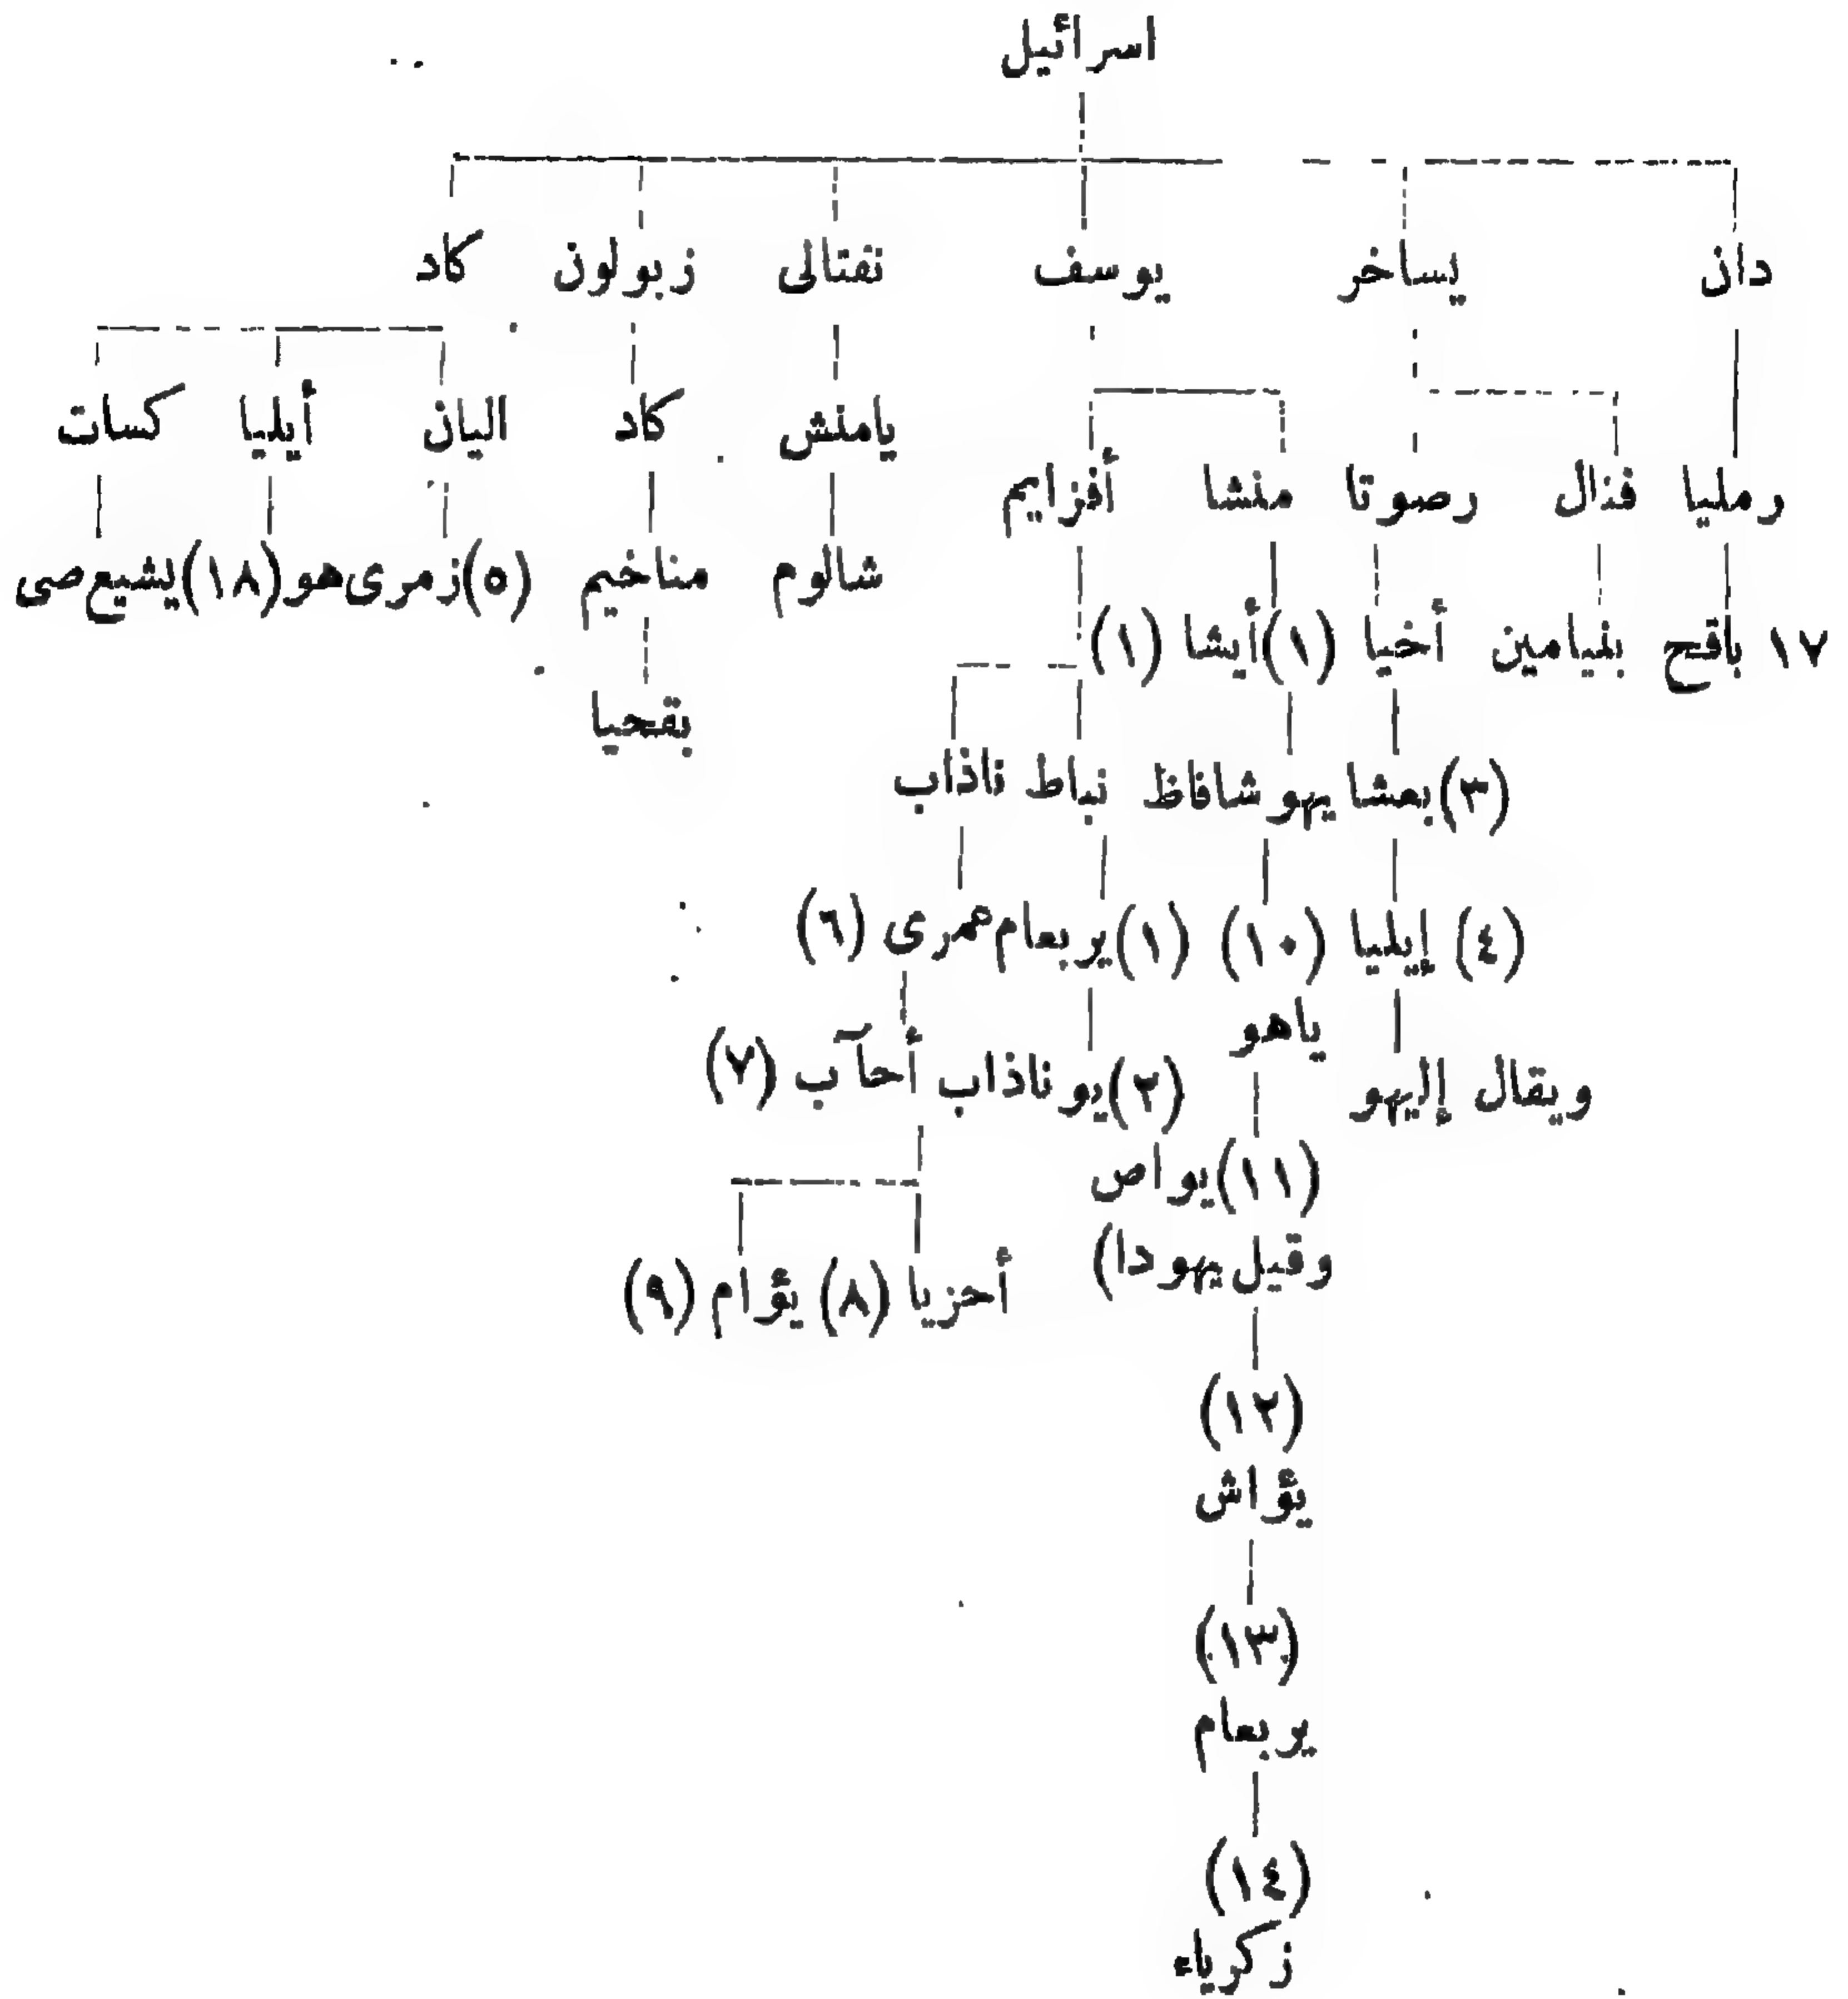 اسرائيل
دان يساخر يوسف نفتالى زبولون كاد
يامنش كاد اليان أيليا كسات
رمليا فنال رصوتا منشا أفزايم
شالوم مناخيم (٥)زمرى هو(١٨)يشيع صى
١٧ باقح بنيامين أخيا (١)أيشا (١)
بقحيا
(٣)بعشا يهوشافاظ نباط ناذاب
(٤) إيليا (١٠) (١)يربعام عمرى (٦)
ياهو
ويقال إليهو (٢)يوناذاب أحآب (٧)
(١١)يواص
وقيل يهودا)
أحزيا (٨) يؤام (٩)
(١٢)
يؤاش
(١٣)
يربعام
(١٤)
زكرياء